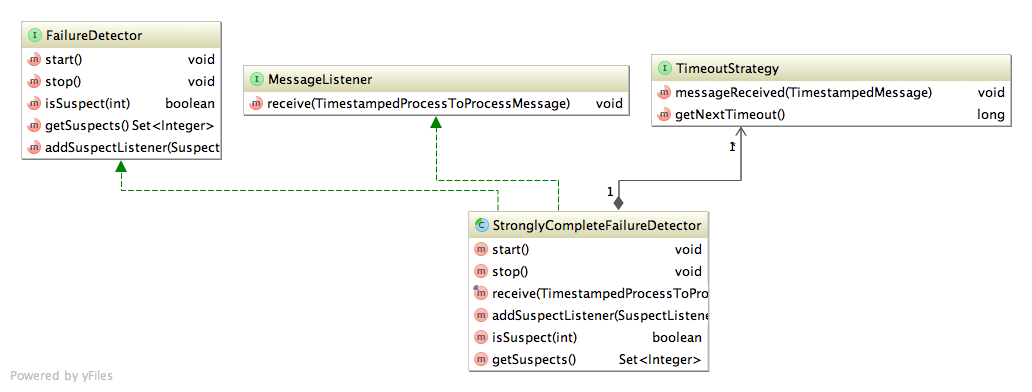 FailureDetector
start() void
stop() void
isSuspect(int) boolean
getSuspects() Set<Integer>
addSuspectListener(Suspect
MessageListener
receive(TimestampedProcessToProcessMessage) void
TimeoutStrategy
messageReceived(TimestampedMessage) void
getNextTimeout() long
1
StronglyCompleteFailureDetector
start() void
stop() void
receive(TimestampedProcessToPro
addSuspectListener(SuspectListene
isSuspect(int) boolean
getSuspects() Set<Integer>
Powered by yFiles